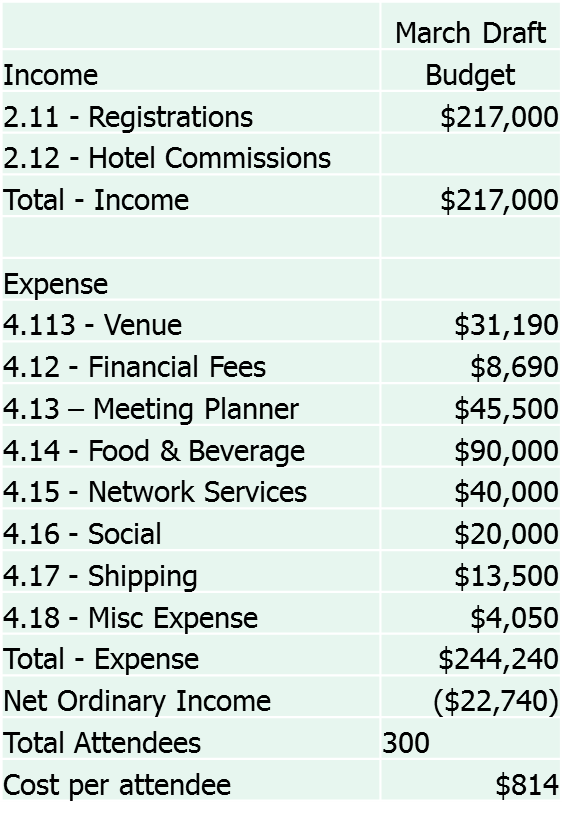 March Draft
Income Budget
2.11 - Registrations $217,000
2.12 - Hotel Commissions
Total - Income $217,000
Expense
4.113 - Venue $31,190
4.12 - Financial Fees $8,690
4.13 – Meeting Planner $45,500
4.14 - Food & Beverage $90,000
4.15 - Network Services $40,000
4.16 - Social $20,000
4.17 - Shipping $13,500
4.18 - Misc Expense $4,050
Total - Expense $244,240
Net Ordinary Income ($22,740)
Total Attendees 300
Cost per attendee $814